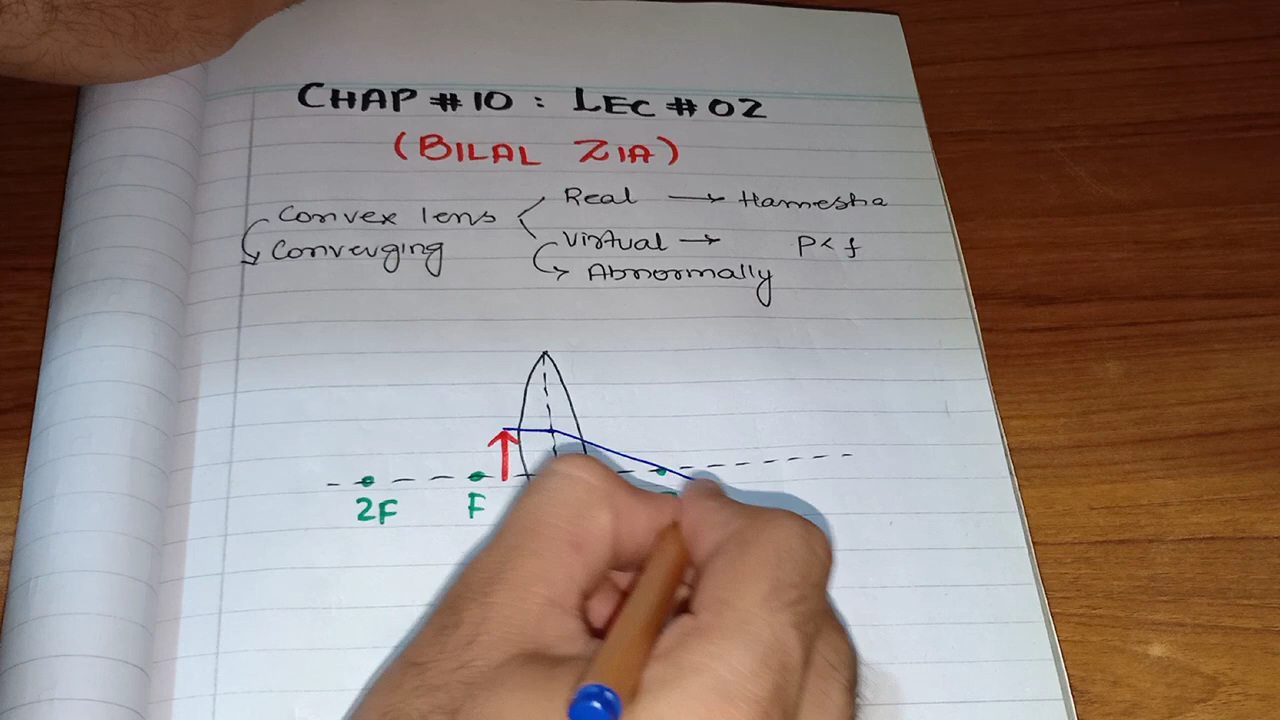 CHAP # 10 : LEC # 02
(BILAL ZIA)
Convex lens Real → Hamesha
Converging Virtual → P < f
Abnormally
2F F